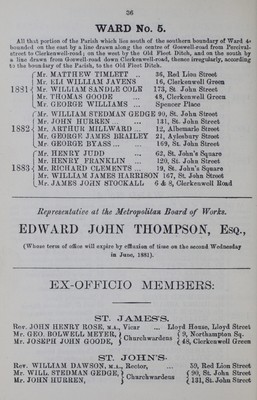 36
WARD No. 5.
All that portion of the Parish which lies south of the southern boundary of Ward 4-
bounded on the east by a line drawn along the centre of Goswell-road from Percival-
street to Clerkenwell-road; on the west by the Old Fleet Ditch, and on the south by
a line drawn from Goswell-road down Clerkenwell-road, thence irregularly, according
to the boundary of the Parish, to the Old Fleet Ditch.
Mr. MATTHEW TIMLETT .. 36, Red Lion Street
Mr. ELI WILLIAM JAVENS 16, Clerkenwell Green
1881 Mr. WILLIAM SANDLE COLE 173, St. John Street
Mr. THOMAS GOODE ... 48, Clerkenwell Green
Mr. GEORGE WILLIAMS ... Spencer Place
Mr. WILLIAM STEDMAN GEDGE 90, St. John Street
Mr. JOHN HURREN ... 131, St. John Street
1882 Mr. ARTHUR MILLWARD ... 12, Albemarle Street
Mr. GEORGE JAMES BRAILEY 21, Aylesbury Street
Mr. GEORGE BYASS ... 169, St. John Street
Mr. HENRY JUDD ... 62, St. John's Square
Mr. HENRY FRANKLIN ... 120, St. John Street
1883 Mr. RICHARD CLEMENTS ... 19, St. John's Square
Mr. WILLIAM JAMES HARRISON 167, St. John Street
Mr. JAMES JOHN STOCKALL 6 & 8, Clerkenwell Road
Representative at the Metropolitan Board of Works.
EDWARD JOHN THOMPSON, Esq.,
(Whose term of office will expire by effluxion of time on the second Wednesday
in June, 1881).
EX-OFFICIO MEMBERS:
ST. JAMES'S.
Rev. JOHN HENRY ROSE, M.A., Vicar ... Lloyd House, Lloyd Street
Mr. GEO. BOLWELL MEYER, Churchwardens 9, Northampton Sq.
Mr. JOSEPH JOHN GOODE, 48, Clerkenwell Green
ST. JOHN'S.
Rev. WILLIAM DAWSON, M.A., Rector, ... 59, Red Lion Street
Mr. WILL. STEDMAN GEDGE, Churchwardens 90, St. John Street
Mr. JOHN HURREN, 131, St. John Street